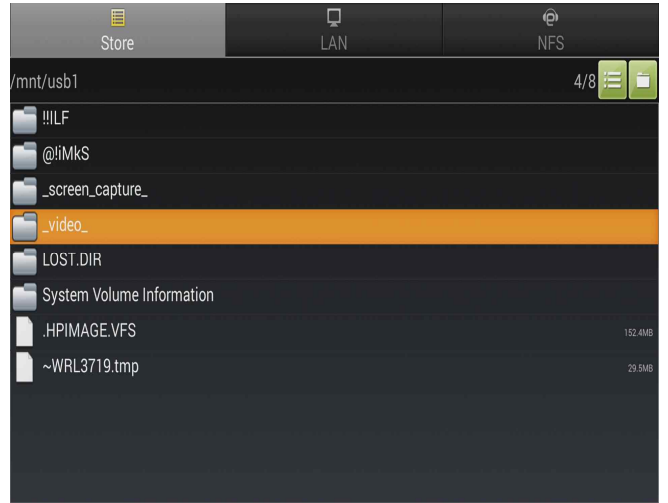 Store
LAN
NFS
/mnt/usb1
4/8
!!ILF
@!iMkS
_screen_capture_
_video_
LOST.DIR
System Volume Information
.HPIMAGE.VFS
152.4MB
~WRL3719.tmp
29.5MB